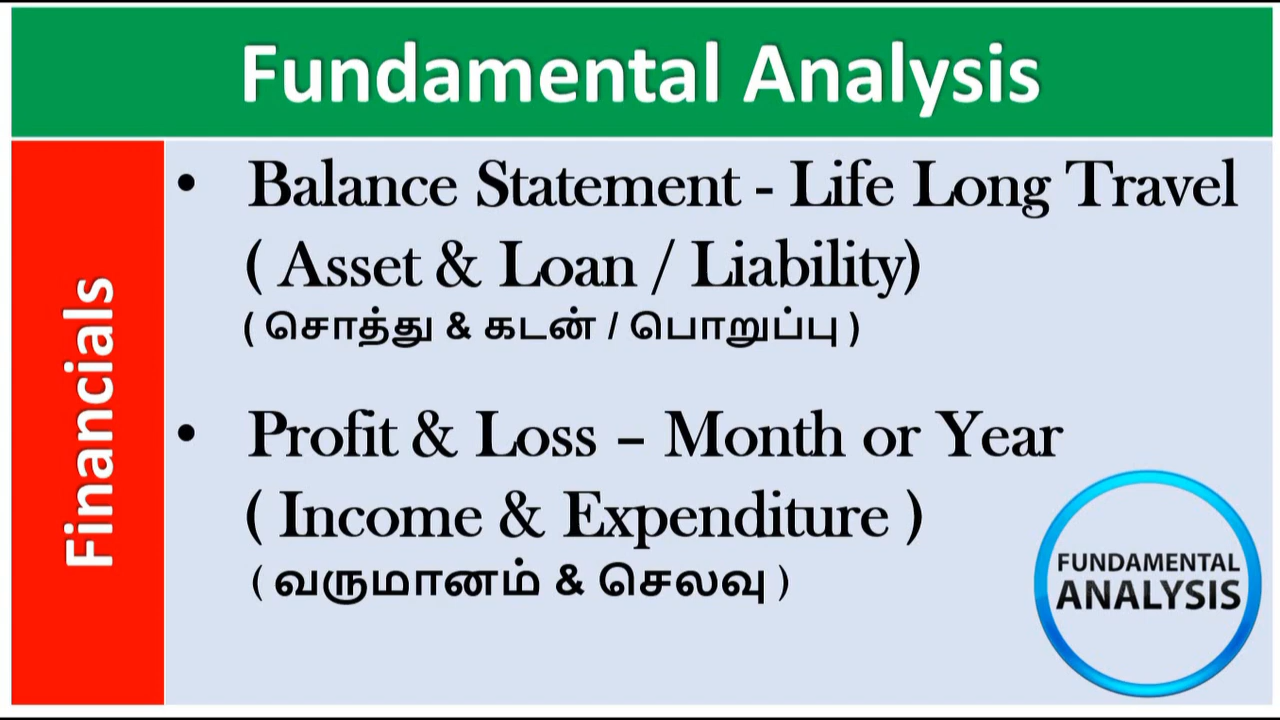 Fundamental Analysis
Financials
• Balance Statement - Life Long Travel
( Asset & Loan / Liability)
( சொத்து & கடன் / பொறுப்பு )
• Profit & Loss – Month or Year
( Income & Expenditure )
( வருமானம் & செலவு )
FUNDAMENTAL
ANALYSIS